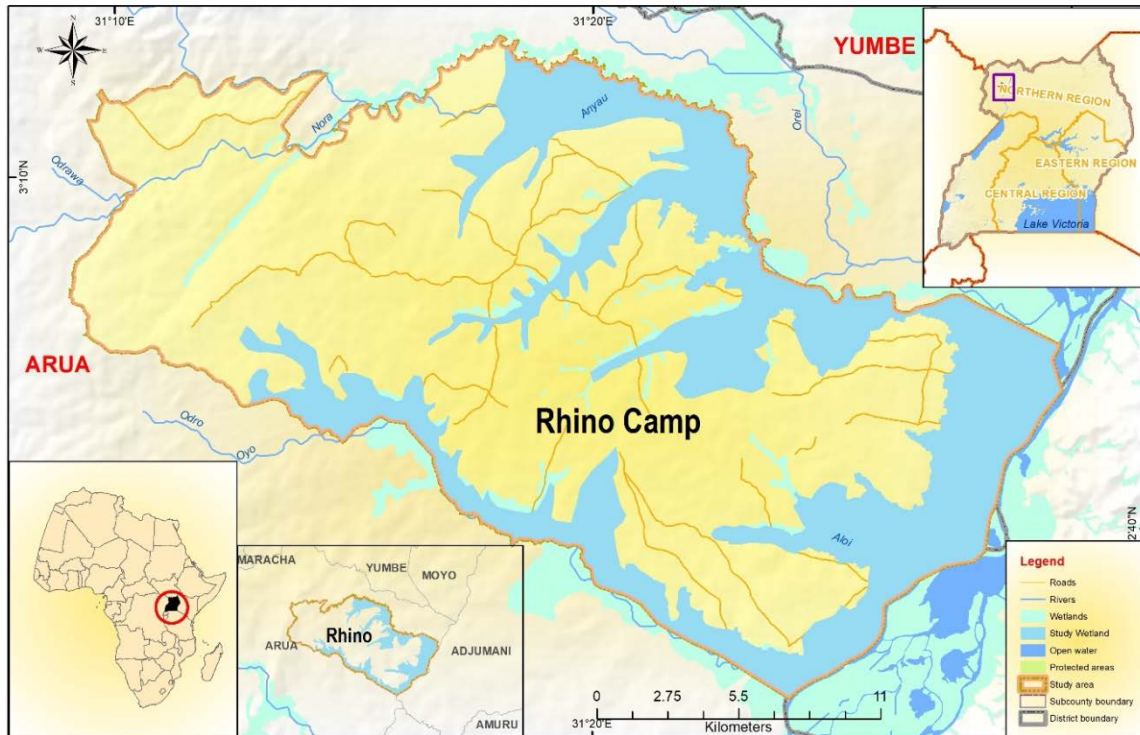 31°10'E
31°20'E
YUMBE
N
W
E
S
NORTHERN REGION
EASTERN REGION
CENTRAL REGION
Lake Victoria
Anyau
Orei
Nora
Odrawa
3°10'N
ARUA
Rhino Camp
Odro
Oyo
Aloi
2°40'N
MARACHA
YUMBE
MOYO
Rhino
ARUA
ADJUMANI
AMURU
0
2.75
5.5
11
Kilometers
31°20'E
Legend
Roads
Rivers
Wetlands
Study Wetland
Open water
Protected areas
Study area
Subcounty boundary
District boundary